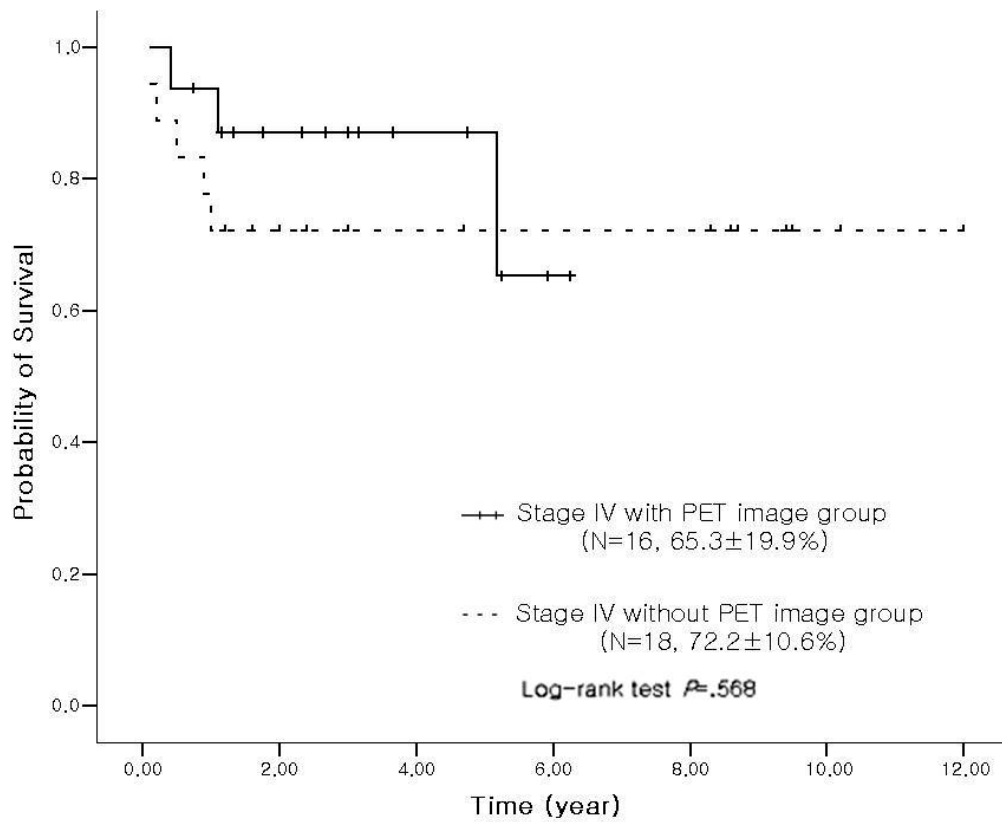 1.0
0.8
0.6
0.4
0.2
0.0
Probability of Survival
Stage IV with PET image group
(N=16, 65.3±19.9%)
Stage IV without PET image group
(N=18, 72.2±10.6%)
Log-rank test P=.568
0.00 2.00 4.00 6.00 8.00 10.00 12.00
Time (year)